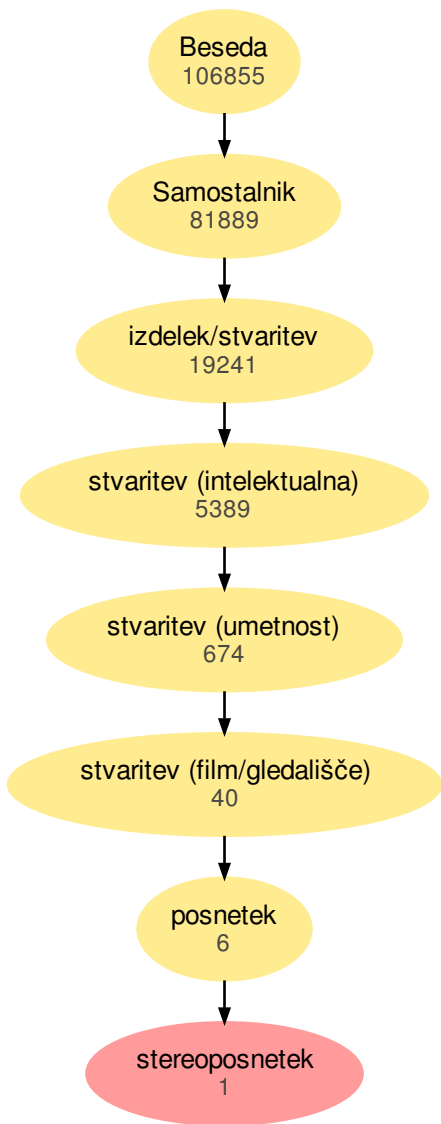 Beseda
106855
Samostalnik
81889
izdelek/stvaritev
19241
stvaritev (intelektualna)
5389
stvaritev (umetnost)
674
stvaritev (film/gledališče)
40
posnetek
6
stereoposnetek
1